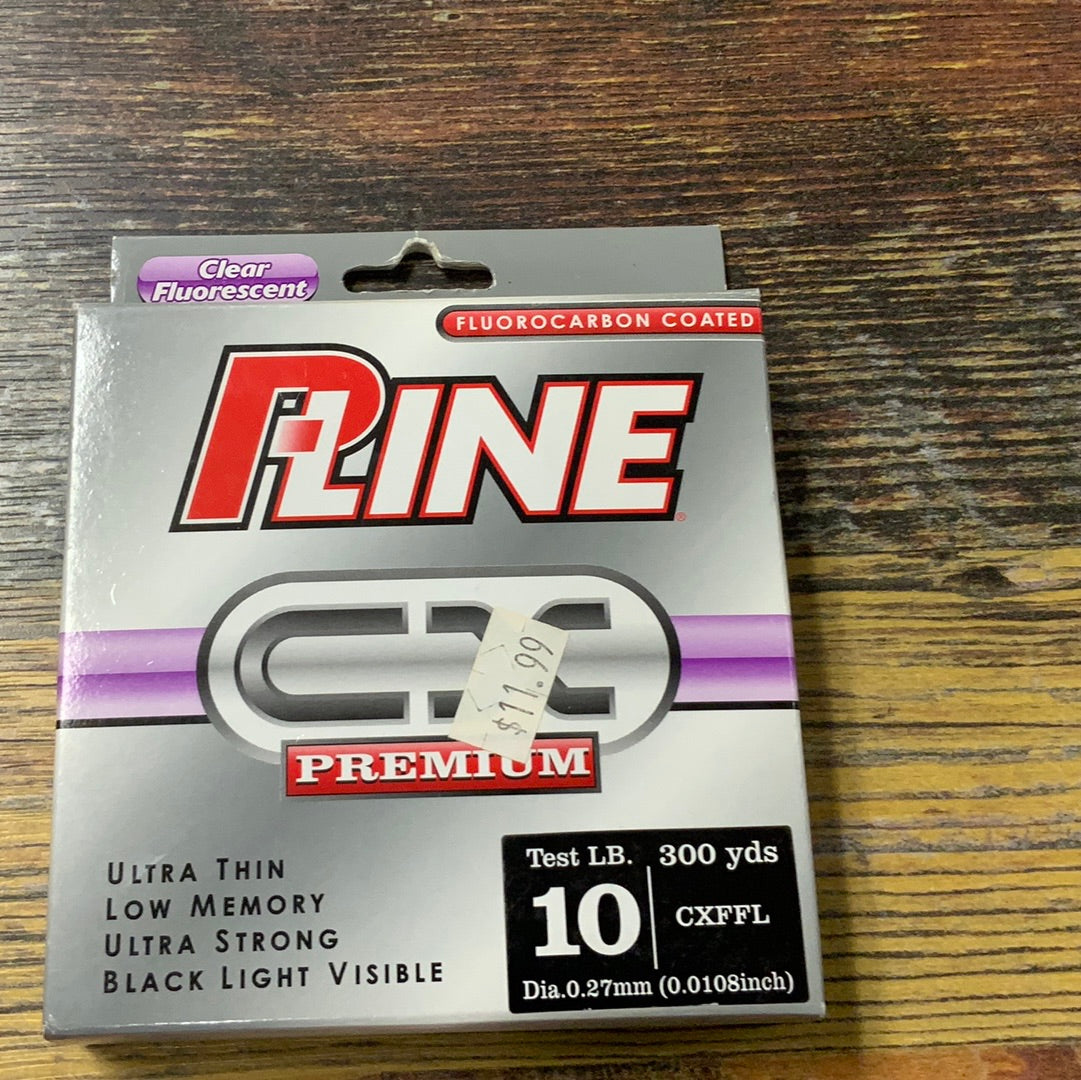 Clear
Fluorescent
FLUOROCARBON COATED
P-LINE®
CX
$11.99
PREMIUM
ULTRA THIN
LOW MEMORY
ULTRA STRONG
BLACK LIGHT VISIBLE
Test LB.
10
300 yds
CXFFL
Dia.0.27mm (0.0108inch)